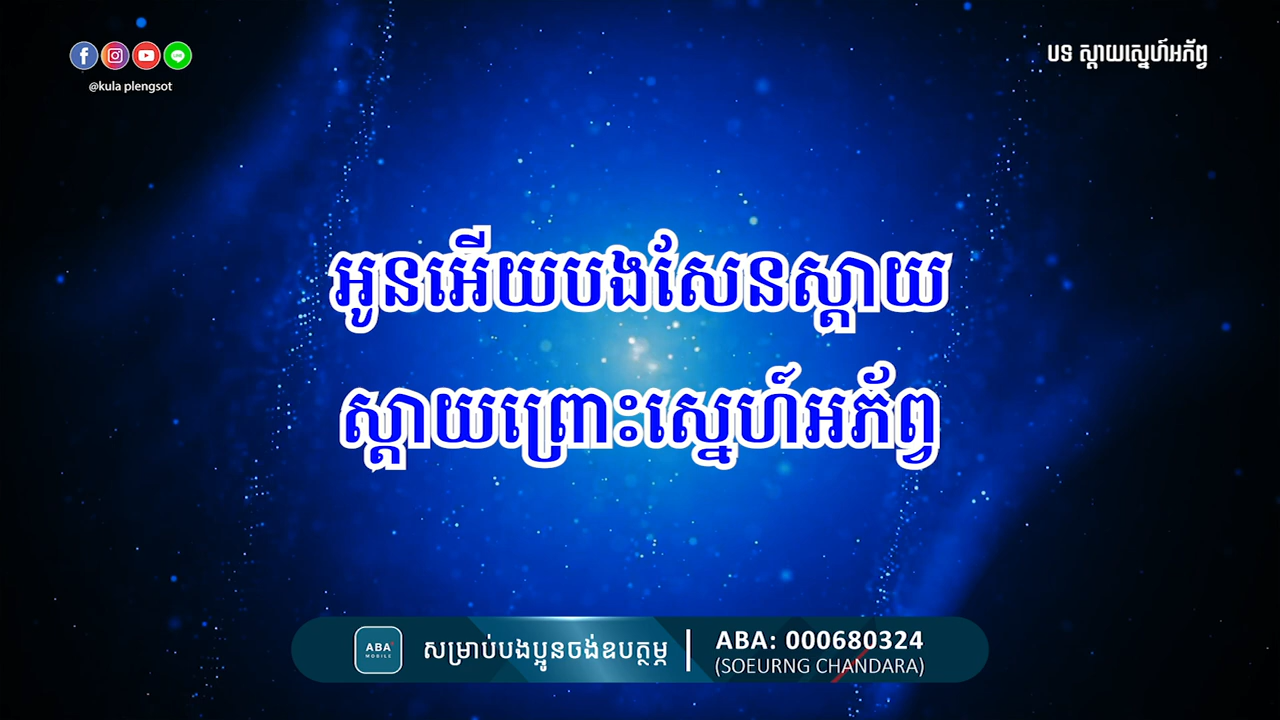 @kula plengsot
បទ ស្ដាយស្នេហ៍អភ័ព្វ
អូនអើយបងសែនស្ដាយ
ស្ដាយព្រោះស្នេហ៍អភ័ព្វ
ABA
MOBILE
សម្រាប់បងប្អូនចង់ឧបត្ថម្ភ
ABA: 000680324
(SOEURNG CHANDARA)